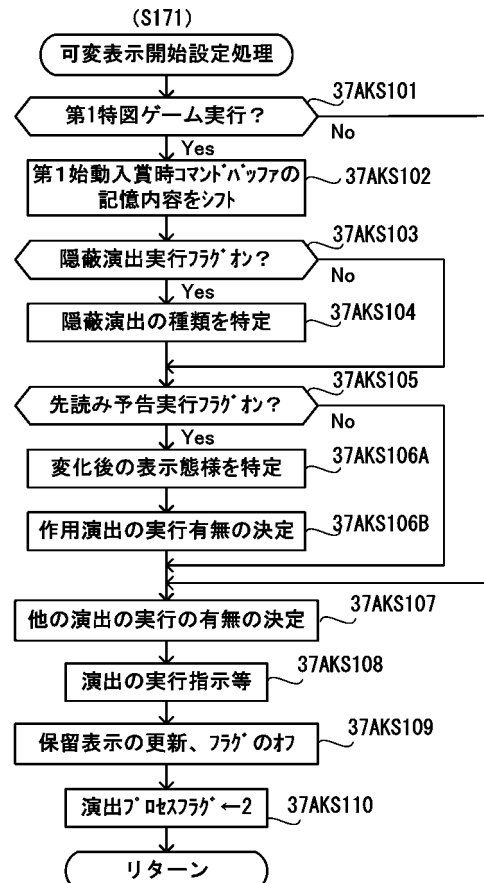 (S171)
可変表示開始設定処理
37AKS101
第1特図ゲーム実行?
No
Yes
第1始動入賞時コマンドバッファの
記憶内容をシフト
37AKS102
37AKS103
隠蔽演出実行フラグオン?
No
Yes
隠蔽演出の種類を特定
37AKS104
37AKS105
先読み予告実行フラグオン?
No
Yes
変化後の表示態様を特定
37AKS106A
作用演出の実行有無の決定
37AKS106B
他の演出の実行の有無の決定
37AKS107
演出の実行指示等
37AKS108
保留表示の更新、フラグのオフ
37AKS109
演出プロセスフラグ←2
37AKS110
リターン